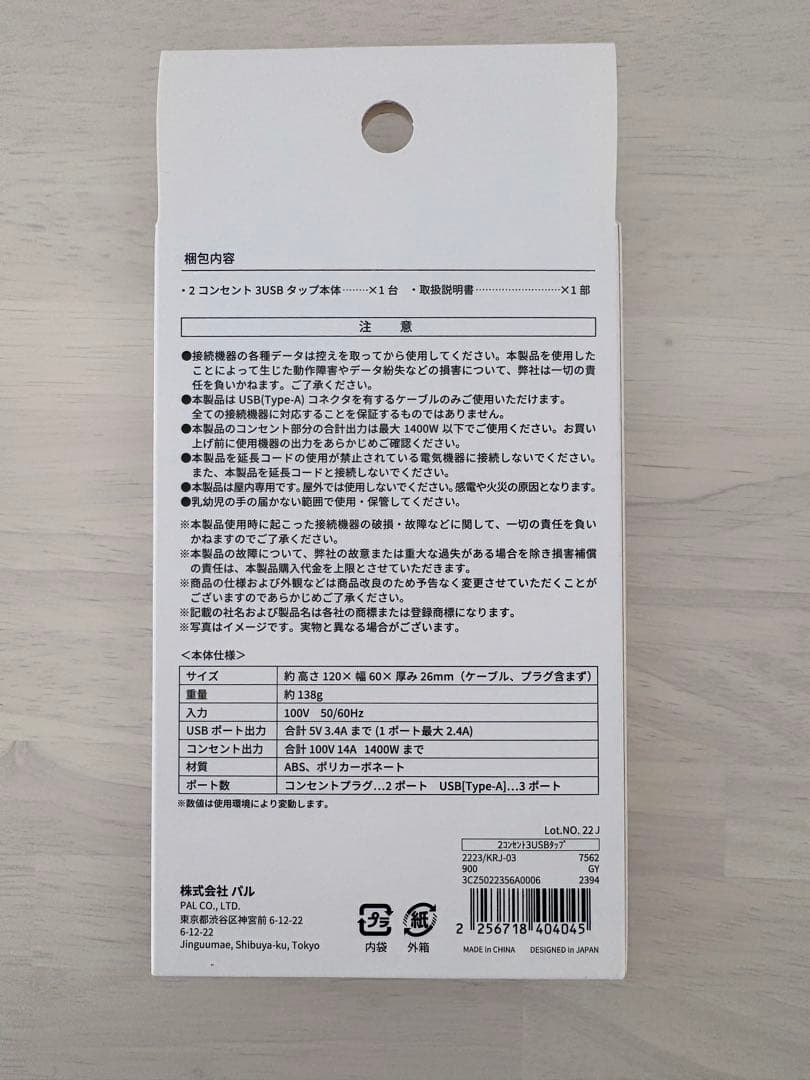 梱包内容
・2 コンセント 3USB タップ本体………×1 台 ・取扱説明書………………………×1 部
注 意
●接続機器の各種データは控えを取ってから使用してください。本製品を使用した
ことによって生じた動作障害やデータ紛失などの損害について、弊社は一切の責
任を負いかねます。ご了承ください。
●本製品は USB(Type-A) コネクタを有するケーブルのみご使用いただけます。
全ての接続機器に対応することを保証するものではありません。
●本製品のコンセント部分の合計出力は最大 1400W 以下でご使用ください。お買い
上げ前に使用機器の出力をあらかじめご確認ください。
●本製品を延長コードの使用が禁止されている電気機器に接続しないでください。
また、本製品を延長コードと接続しないでください。
●本製品は屋内専用です。屋外では使用しないでください。感電や火災の原因となります。
●乳幼児の手の届かない範囲で使用・保管してください。
※本製品使用時に起こった接続機器の破損・故障などに関して、一切の責任を負い
かねますのでご了承ください。
※本製品の故障について、弊社の故意または重大な過失がある場合を除き損害補償
の責任は、本製品購入代金を上限とさせていただきます。
※商品の仕様および外観などは商品改良のため予告なく変更させていただくことが
ございますのであらかじめご了承ください。
※記載の社名および製品名は各社の商標または登録商標になります。
※写真はイメージです。実物と異なる場合がございます。
<本体仕様>
サイズ 約 高さ 120× 幅 60× 厚み 26mm（ケーブル、プラグ含まず）
重量 約 138g
入力 100V 50/60Hz
USB ポート出力 合計 5V 3.4A まで (1 ポート最大 2.4A)
コンセント出力 合計 100V 14A 1400W まで
材質 ABS、ポリカーボネート
ポート数 コンセントプラグ…2 ポート USB[Type-A]…3 ポート
※数値は使用環境により変動します。
Lot.NO. 22 J
2ｺﾝｾﾝﾄ3USBﾀｯﾌﾟ
2223/KRJ-03 7562
900 GY
3CZ5022356A0006 2394
2 256718 404045
MADE in CHINA DESIGNED in JAPAN
株式会社 パル
PAL CO., LTD.
東京都渋谷区神宮前 6-12-22
6-12-22
Jinguumae, Shibuya-ku, Tokyo
プラ 紙
内袋 外箱